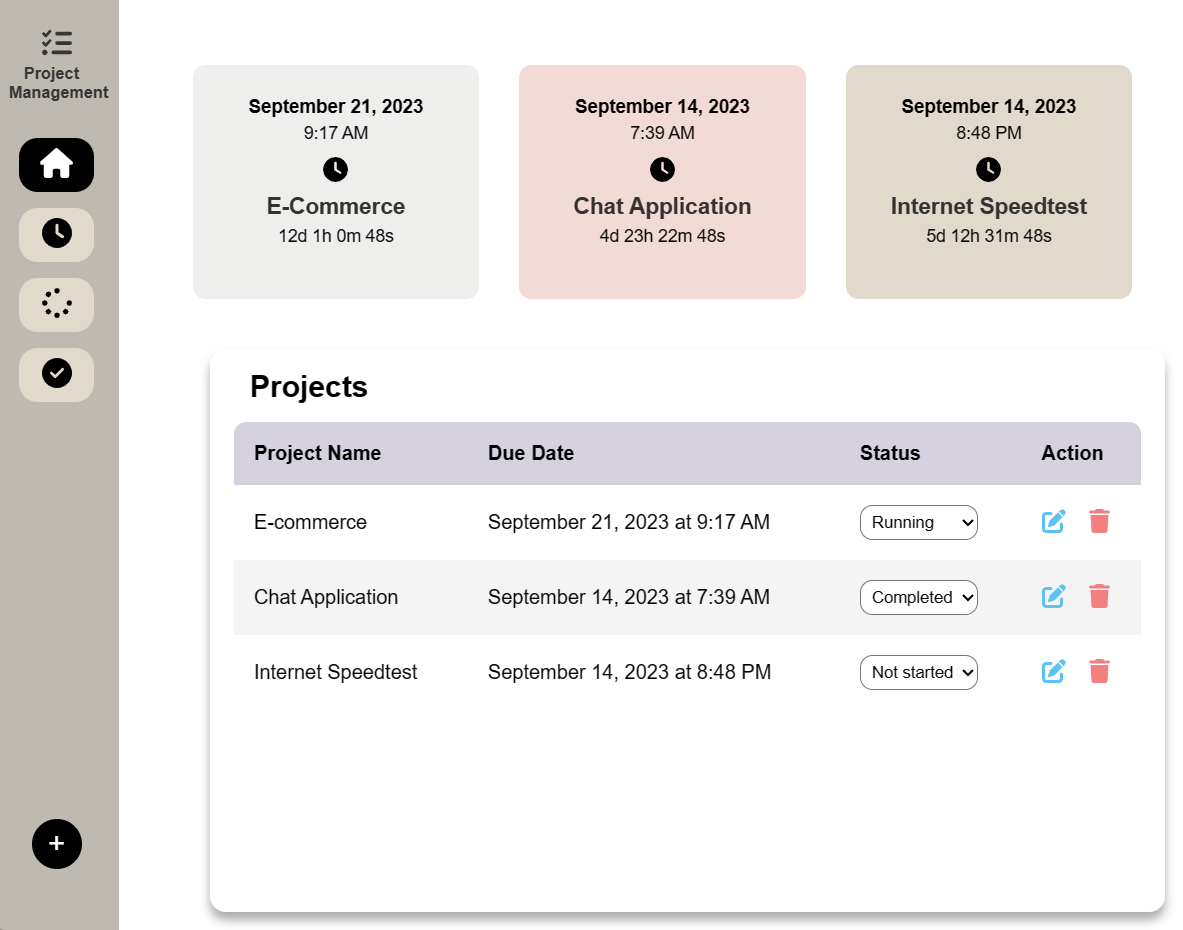 Project
Management
September 21, 2023
9:17 AM
E-Commerce
12d 1h 0m 48s
September 14, 2023
7:39 AM
Chat Application
4d 23h 22m 48s
September 14, 2023
8:48 PM
Internet Speedtest
5d 12h 31m 48s
Projects
Project Name Due Date Status Action
E-commerce September 21, 2023 at 9:17 AM Running
Chat Application September 14, 2023 at 7:39 AM Completed
Internet Speedtest September 14, 2023 at 8:48 PM Not started
+